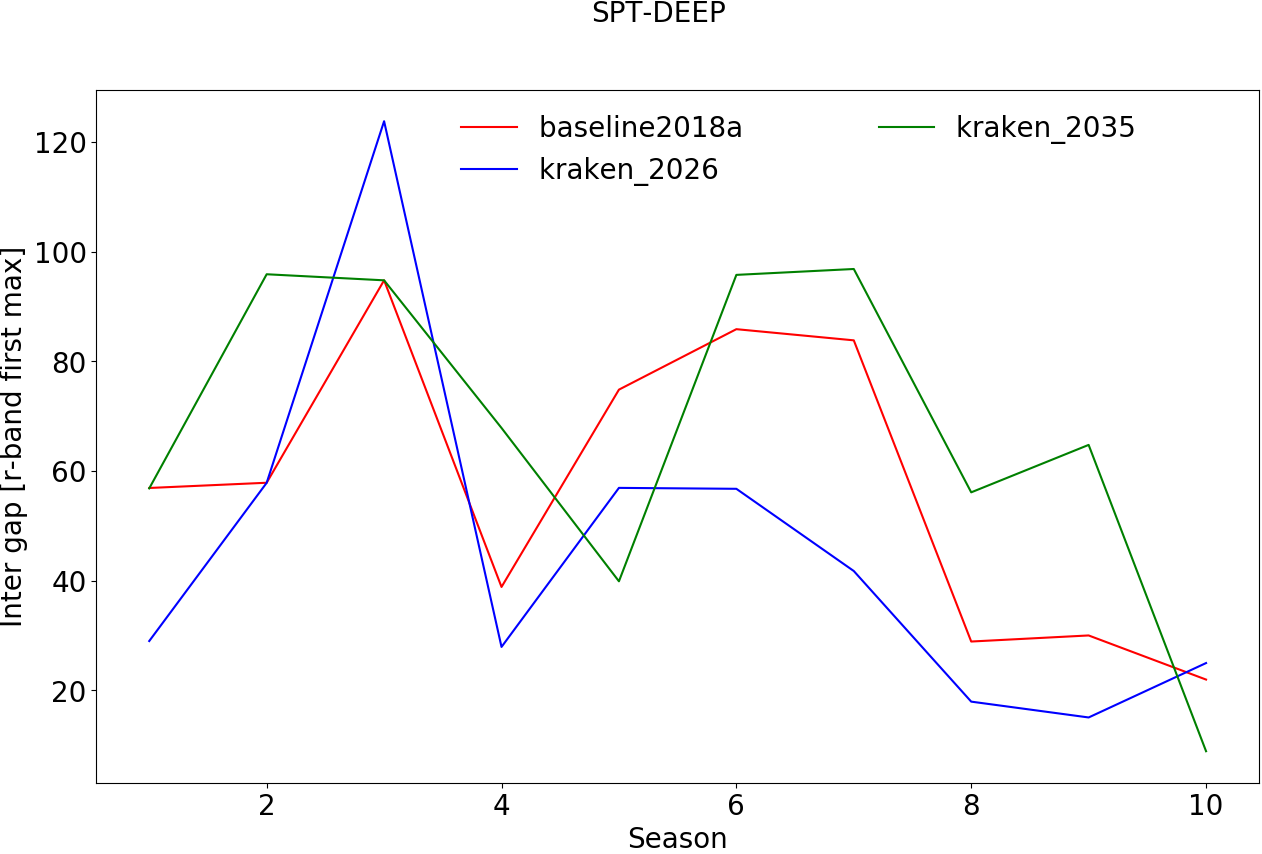 SPT-DEEP
baseline2018a
kraken_2026
kraken_2035
Inter gap [r-band first max]
120
100
80
60
40
20
2 4 6 8 10
Season